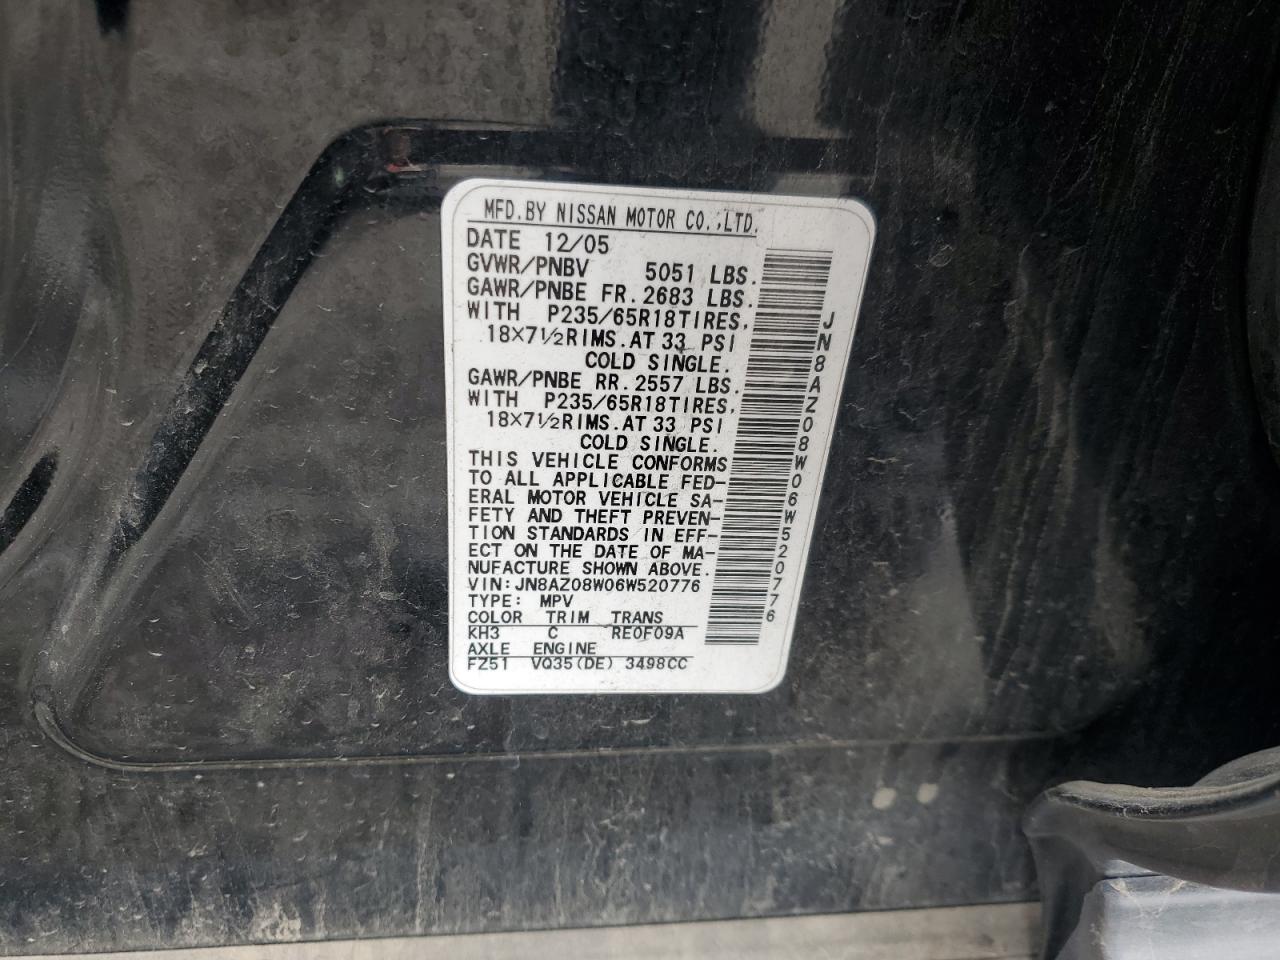 MFD.BY NISSAN MOTOR CO.,LTD.
DATE 12/05
GVWR/PNBV 5051 LBS.
GAWR/PNBE FR.2683 LBS.
WITH P235/65R18TIRES,
18X7½RIMS.AT 33 PSI
COLD SINGLE.
GAWR/PNBE RR.2557 LBS.
WITH P235/65R18TIRES,
18X7½RIMS.AT 33 PSI
COLD SINGLE.
THIS VEHICLE CONFORMS
TO ALL APPLICABLE FED-
ERAL MOTOR VEHICLE SA-
FETY AND THEFT PREVEN-
TION STANDARDS IN EFF-
ECT ON THE DATE OF MA-
NUFACTURE SHOWN ABOVE.
VIN:JN8AZ08W06W520776
TYPE: MPV
COLOR TRIM TRANS
KH3 C RE0F09A
AXLE ENGINE
FZ51 VQ35(DE) 3498CC
JN8AZ08W06W520776